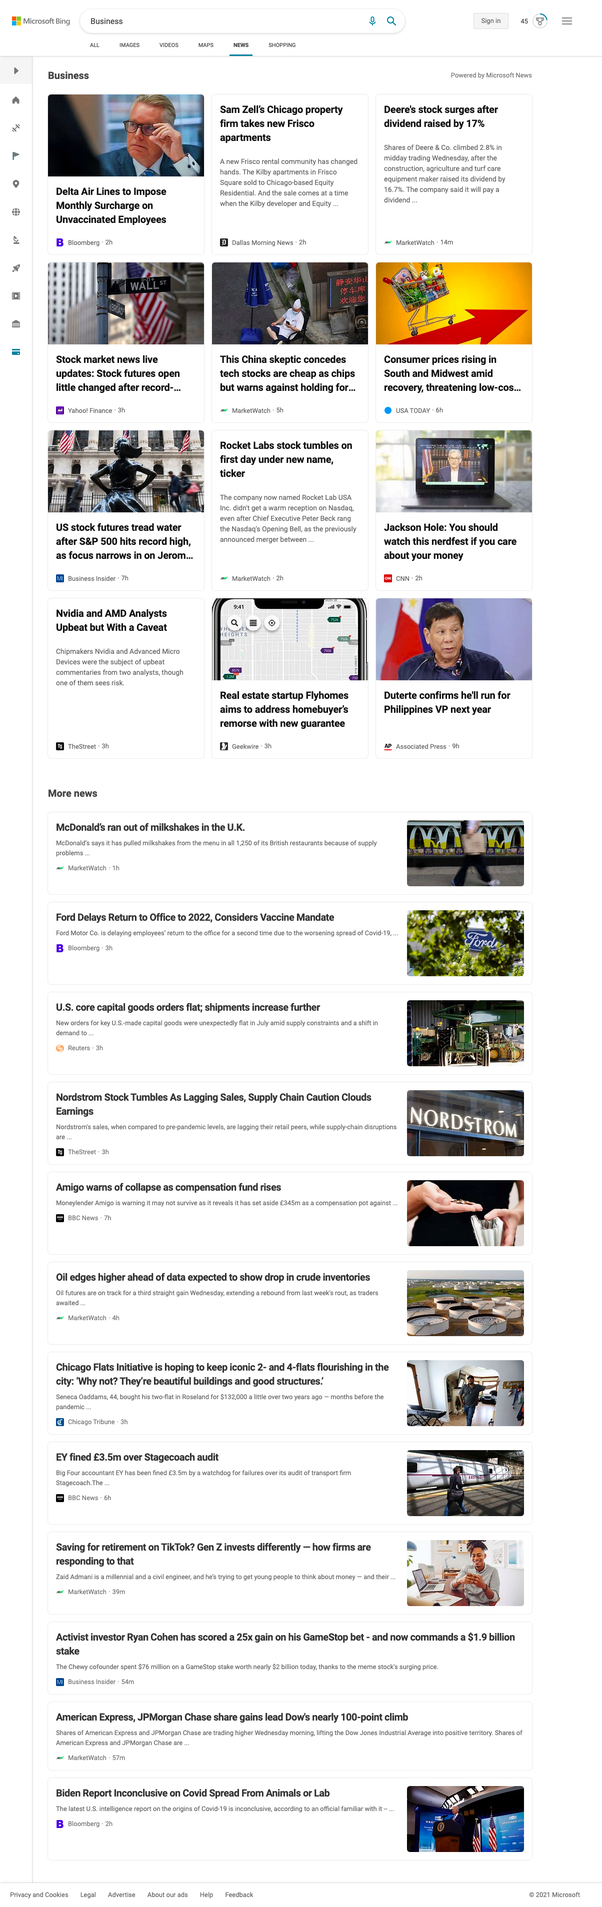 Microsoft Bing
Business
Sign in
45
ALL IMAGES VIDEOS MAPS NEWS SHOPPING
Business
Powered by Microsoft News
Delta Air Lines to Impose
Monthly Surcharge on
Unvaccinated Employees
Bloomberg · 2h
Sam Zell's Chicago property
firm takes new Frisco
apartments
A new Frisco rental community has changed
hands. The Kilby apartments in Frisco
Square sold to Chicago-based Equity
Residential. And the sale comes at a time
when the Kilby developer and Equity ...
Dallas Morning News · 2h
Deere's stock surges after
dividend raised by 17%
Shares of Deere & Co. climbed 2.8% in
midday trading Wednesday, after the
construction, agriculture and turf care
equipment maker raised its dividend by
16.7%. The company said it will pay a
dividend ...
MarketWatch · 14m
WALL ST
Stock market news live
updates: Stock futures open
little changed after record-...
Yahoo! Finance · 3h
This China skeptic concedes
tech stocks are cheap as chips
but warns against holding for...
MarketWatch · 5h
Consumer prices rising in
South and Midwest amid
recovery, threatening low-cos...
USA TODAY · 6h
US stock futures tread water
after S&P 500 hits record high,
as focus narrows in on Jerom...
Business Insider · 7h
Rocket Labs stock tumbles on
first day under new name,
ticker
The company now named Rocket Lab USA
Inc. didn't get a warm reception on Nasdaq,
even after Chief Executive Peter Beck rang
the Nasdaq's Opening Bell, as the previously
announced merger between ...
MarketWatch · 2h
Jackson Hole: You should
watch this nerdfest if you care
about your money
CNN · 2h
Nvidia and AMD Analysts
Upbeat but With a Caveat
Chipmakers Nvidia and Advanced Micro
Devices were the subject of upbeat
commentaries from two analysts, though
one of them sees risk.
TheStreet · 3h
9:41
HEIGHTS
Real estate startup Flyhomes
aims to address homebuyer's
remorse with new guarantee
Geekwire · 3h
Duterte confirms he'll run for
Philippines VP next year
AP Associated Press · 9h
More news
McDonald's ran out of milkshakes in the U.K.
McDonald's says it has pulled milkshakes from the menu in all 1,250 of its British restaurants because of supply
problems ...
MarketWatch · 1h
Ford Delays Return to Office to 2022, Considers Vaccine Mandate
Ford Motor Co. is delaying employees' return to the office for a second time due to the worsening spread of Covid-19, ...
Bloomberg · 3h
Ford
U.S. core capital goods orders flat; shipments increase further
New orders for key U.S.-made capital goods were unexpectedly flat in July amid supply constraints and a shift in
demand to ...
Reuters · 3h
Nordstrom Stock Tumbles As Lagging Sales, Supply Chain Caution Clouds
Earnings
Nordstrom's sales, when compared to pre-pandemic levels, are lagging their retail peers, while supply-chain disruptions
are ...
TheStreet · 3h
NORDSTROM
Amigo warns of collapse as compensation fund rises
Moneylender Amigo is warning it may not survive as it reveals it has set aside £345m as a compensation pot against ...
BBC News · 7h
Oil edges higher ahead of data expected to show drop in crude inventories
Oil futures are on track for a third straight gain Wednesday, extending a rebound from last week's rout, as traders
awaited ...
MarketWatch · 4h
Chicago Flats Initiative is hoping to keep iconic 2- and 4-flats flourishing in the
city: 'Why not? They're beautiful buildings and good structures.'
Seneca Oaddams, 44, bought his two-flat in Roseland for $132,000 a little over two years ago — months before the
pandemic ...
Chicago Tribune · 3h
EY fined £3.5m over Stagecoach audit
Big Four accountant EY has been fined £3.5m by a watchdog for failures over its audit of transport firm
Stagecoach.The ...
BBC News · 6h
Saving for retirement on TikTok? Gen Z invests differently — how firms are
responding to that
Zaid Admani is a millennial and a civil engineer, and he's trying to get young people to think about money — and their ...
MarketWatch · 39m
Activist investor Ryan Cohen has scored a 25x gain on his GameStop bet - and now commands a $1.9 billion
stake
The Chewy cofounder spent $76 million on a GameStop stake worth nearly $2 billion today, thanks to the meme stock's surging price.
Business Insider · 54m
American Express, JPMorgan Chase share gains lead Dow's nearly 100-point climb
Shares of American Express and JPMorgan Chase are trading higher Wednesday morning, lifting the Dow Jones Industrial Average into positive territory. Shares of
American Express and JPMorgan Chase are ...
MarketWatch · 57m
Biden Report Inconclusive on Covid Spread From Animals or Lab
The latest U.S. intelligence report on the origins of Covid-19 is inconclusive, according to an official familiar with it – ...
Bloomberg · 2h
Privacy and Cookies Legal Advertise About our ads Help Feedback
© 2021 Microsoft